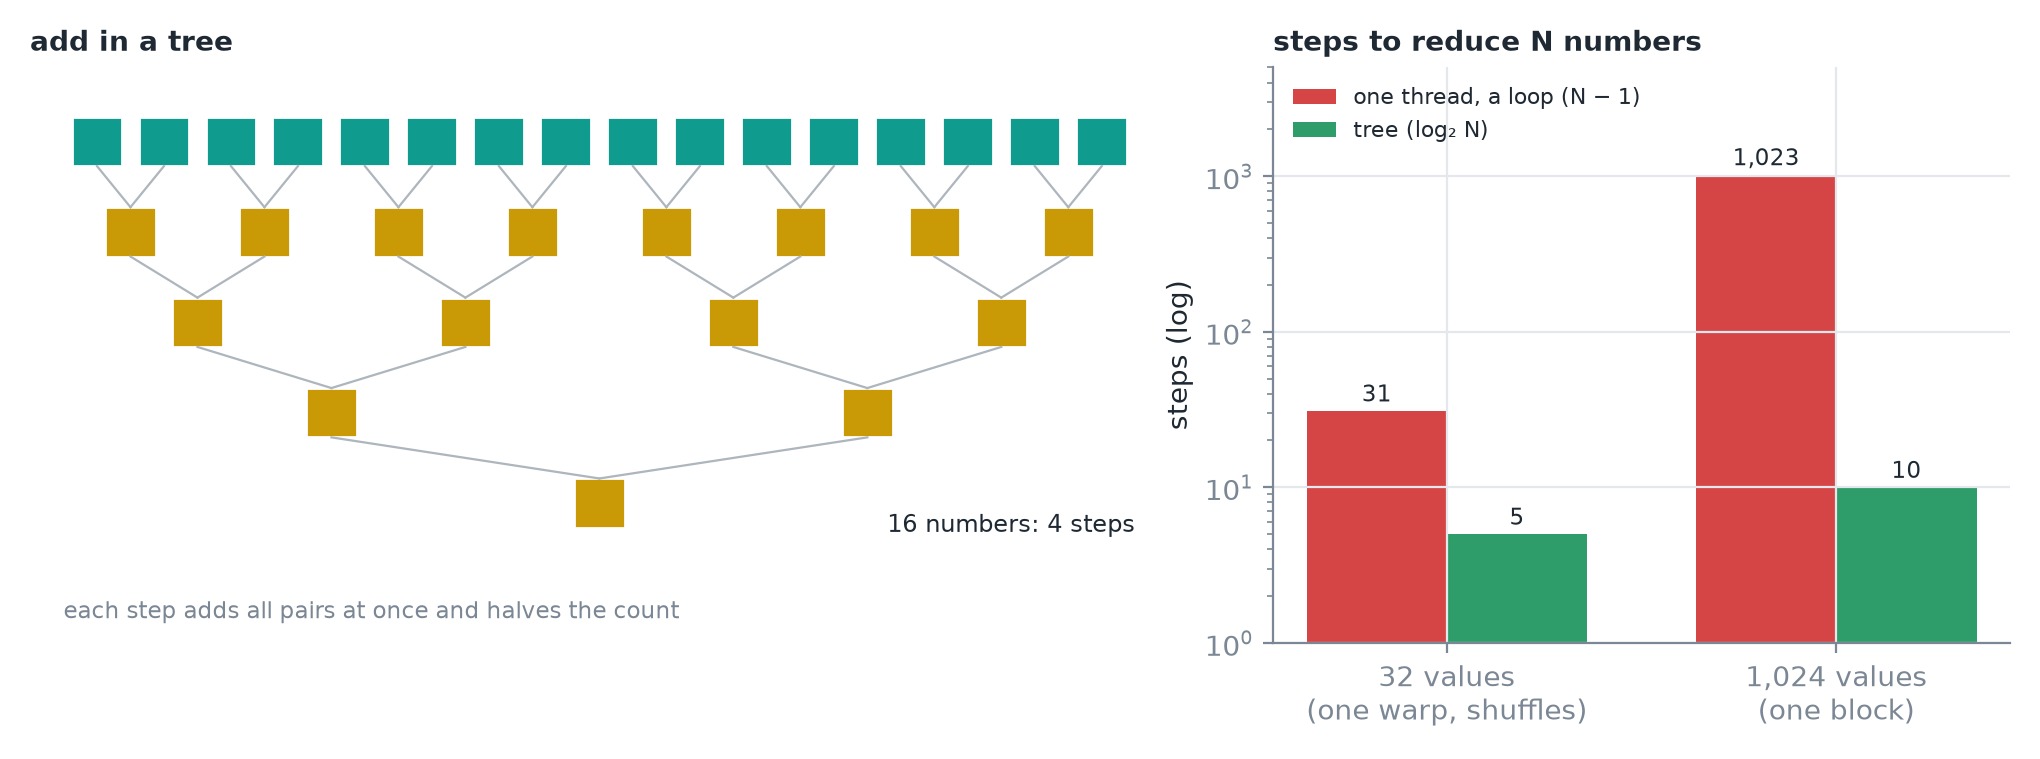 add in a tree
16 numbers: 4 steps
each step adds all pairs at once and halves the count
steps to reduce N numbers
one thread, a loop (N − 1)
tree (log₂ N)
steps (log)
10³
10²
10¹
10⁰
31
5
1,023
10
32 values
(one warp, shuffles)
1,024 values
(one block)